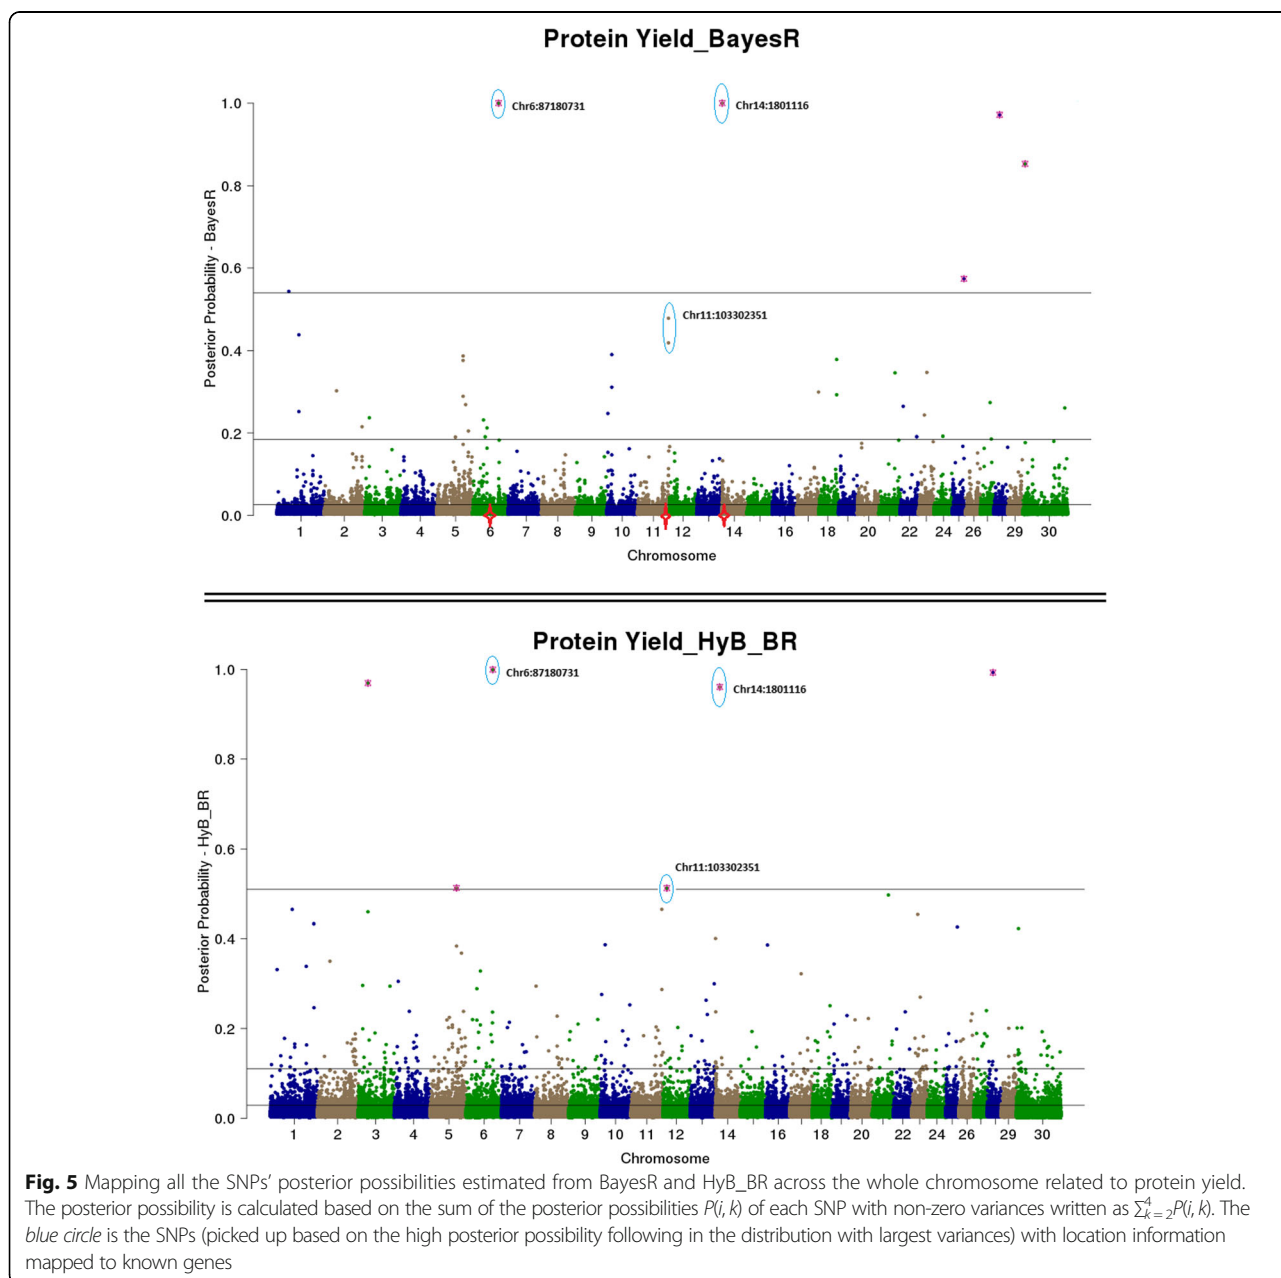 Protein Yield_BayesR
1.0
Chr6:87180731
Chr14:1801116
0.8
0.6
Chr11:103302351
0.4
0.2
0.0
Posterior Probability - BayesR
1 2 3 4 5 6 7 8 9 10 11 12 14 16 18 20 22 24 26 29 30
Chromosome
Protein Yield_HyB_BR
1.0
Chr6:87180731
Chr14:1801116
0.8
0.6
Chr11:103302351
0.4
0.2
0.0
Posterior Probability - HyB_BR
1 2 3 4 5 6 7 8 9 10 11 12 14 16 18 20 22 24 26 29 30
Chromosome
Fig. 5 Mapping all the SNPs’ posterior possibilities estimated from BayesR and HyB_BR across the whole chromosome related to protein yield.
The posterior possibility is calculated based on the sum of the posterior possibilities P(i, k) of each SNP with non-zero variances written as ∑⁴ₖ₌₂P(i, k). The
blue circle is the SNPs (picked up based on the high posterior possibility following in the distribution with largest variances) with location information
mapped to known genes